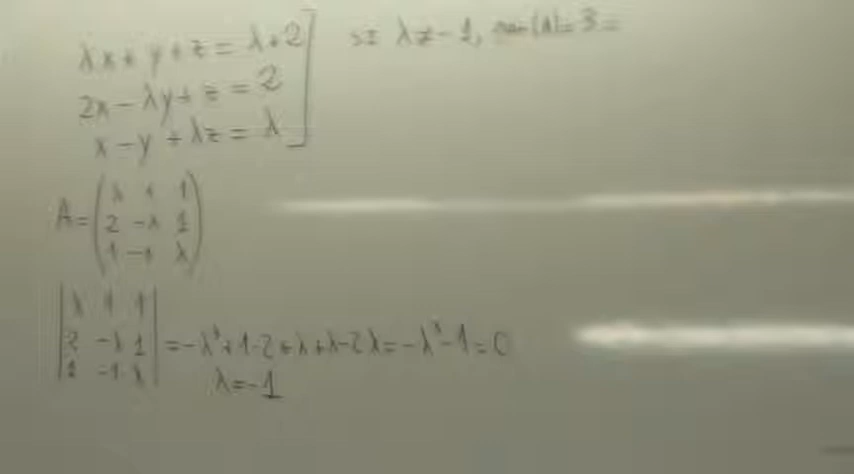 λx + y + z = λ+2
si λ≠-1, ran(A)=3=
2x - λy + z = 2
x - y + λz = λ
A = (λ 1 1
2 -λ 1
1 -1 λ)
|λ 1 1|
|2 -λ 1| = -λ³+1-2+λ+λ-2λ=-λ³-1=0
|1 -1 λ|
λ=-1